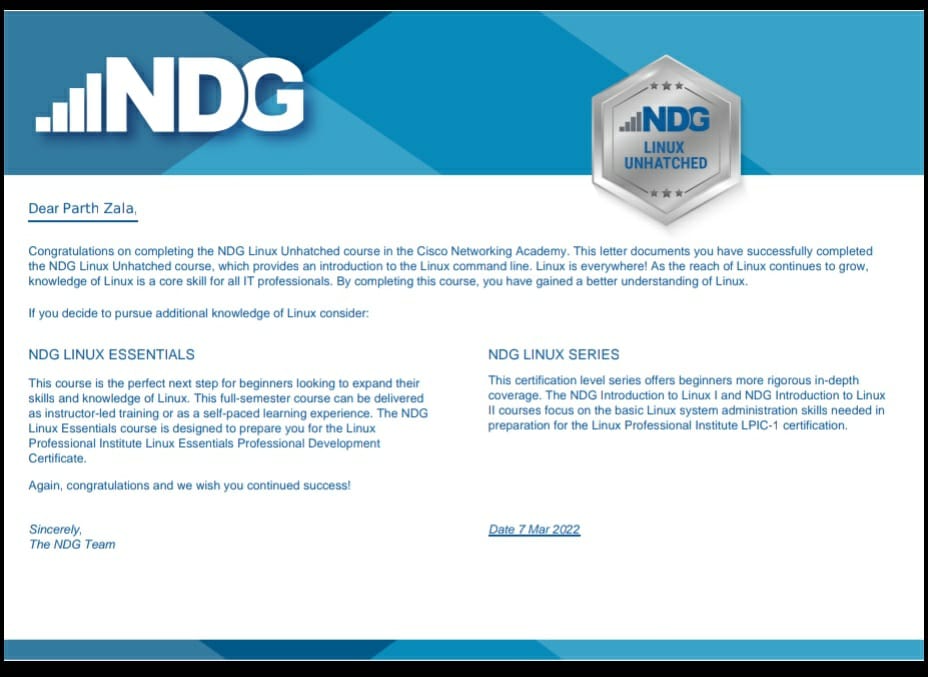 NDG
NDG
LINUX
UNHATCHED
Dear Parth Zala,
Congratulations on completing the NDG Linux Unhatched course in the Cisco Networking Academy. This letter documents you have successfully completed
the NDG Linux Unhatched course, which provides an introduction to the Linux command line. Linux is everywhere! As the reach of Linux continues to grow,
knowledge of Linux is a core skill for all IT professionals. By completing this course, you have gained a better understanding of Linux.
If you decide to pursue additional knowledge of Linux consider:
NDG LINUX ESSENTIALS
This course is the perfect next step for beginners looking to expand their
skills and knowledge of Linux. This full-semester course can be delivered
as instructor-led training or as a self-paced learning experience. The NDG
Linux Essentials course is designed to prepare you for the Linux
Professional Institute Linux Essentials Professional Development
Certificate.
Again, congratulations and we wish you continued success!
NDG LINUX SERIES
This certification level series offers beginners more rigorous in-depth
coverage. The NDG Introduction to Linux I and NDG Introduction to Linux
II courses focus on the basic Linux system administration skills needed in
preparation for the Linux Professional Institute LPIC-1 certification.
Sincerely,
The NDG Team
Date 7 Mar 2022